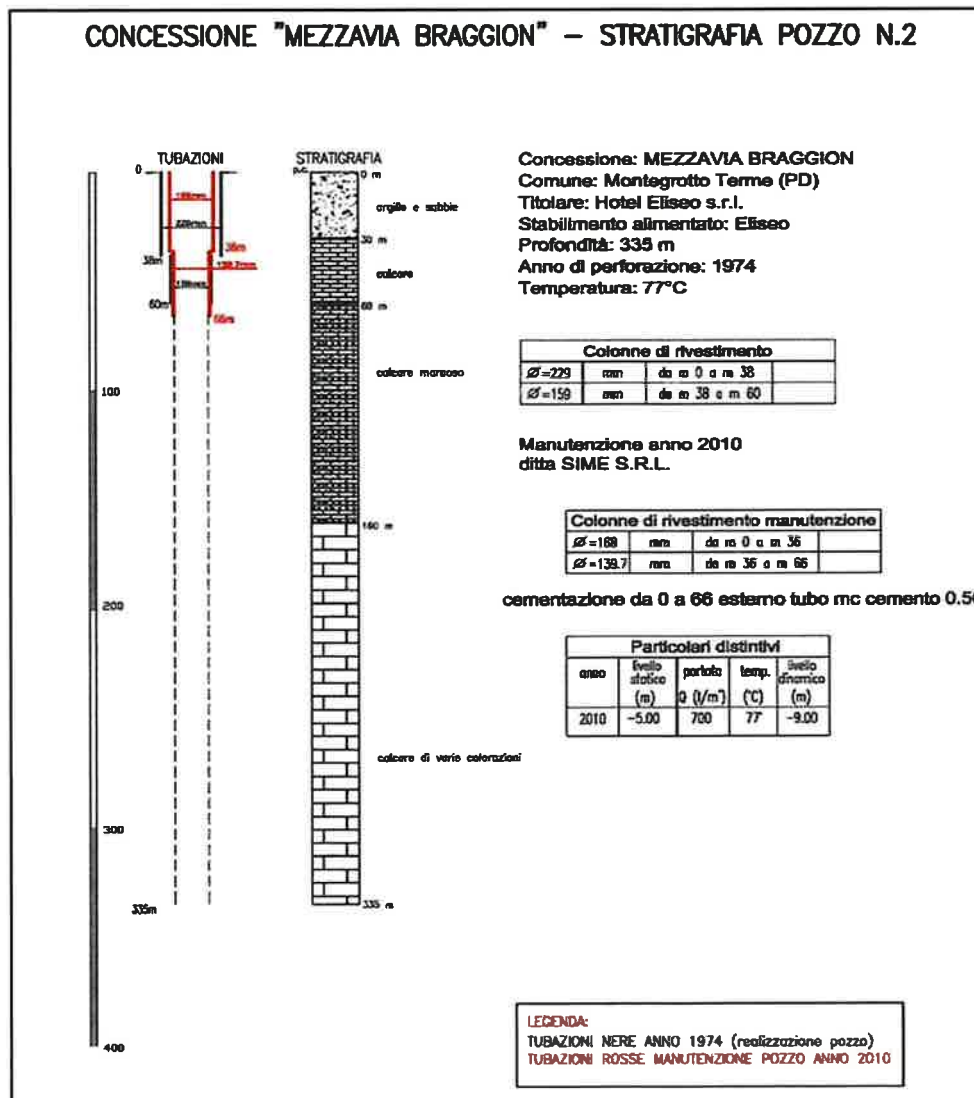 CONCESSIONE "MEZZAVIA BRAGGION" – STRATIGRAFIA POZZO N.2
TUBAZIONI
STRATIGRAFIA
p.c.
0
0 m
argille e sabbie
229mm
36m
30 m
38m
139.7mm
calcare
60m
60 m
66m
100
calcare marnoso
160 m
200
calcare di varie colorazioni
300
335m
335 m
400
Concessione: MEZZAVIA BRAGGION
Comune: Montegrotto Terme (PD)
Titolare: Hotel Eliseo s.r.l.
Stabilimento alimentato: Eliseo
Profondità: 335 m
Anno di perforazione: 1974
Temperatura: 77°C
Colonne di rivestimento
Ø=229 mm da m 0 a m 38
Ø=159 mm da m 38 a m 60
Manutenzione anno 2010
ditta SIME S.R.L.
Colonne di rivestimento manutenzione
Ø=168 mm da m 0 a m 36
Ø=139.7 mm da m 36 a m 66
cementazione da 0 a 66 esterno tubo mc cemento 0.50
Particolari distintivi
anno livello statico (m) portata Q (l/m') temp. (°C) livello dinamico (m)
2010 -5.00 700 77° -9.00
LEGENDA:
TUBAZIONI NERE ANNO 1974 (realizzazione pozzo)
TUBAZIONI ROSSE MANUTENZIONE POZZO ANNO 2010